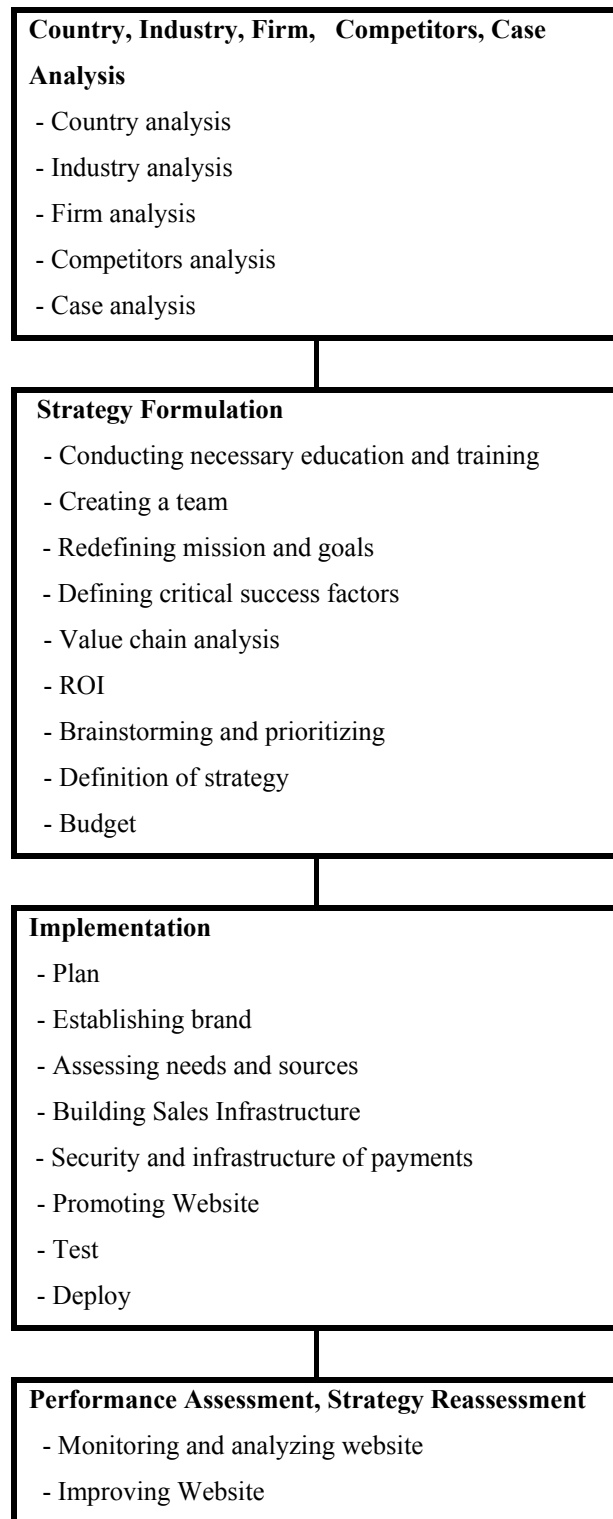 Country, Industry, Firm, Competitors, Case
Analysis
- Country analysis
- Industry analysis
- Firm analysis
- Competitors analysis
- Case analysis
Strategy Formulation
- Conducting necessary education and training
- Creating a team
- Redefining mission and goals
- Defining critical success factors
- Value chain analysis
- ROI
- Brainstorming and prioritizing
- Definition of strategy
- Budget
Implementation
- Plan
- Establishing brand
- Assessing needs and sources
- Building Sales Infrastructure
- Security and infrastructure of payments
- Promoting Website
- Test
- Deploy
Performance Assessment, Strategy Reassessment
- Monitoring and analyzing website
- Improving Website